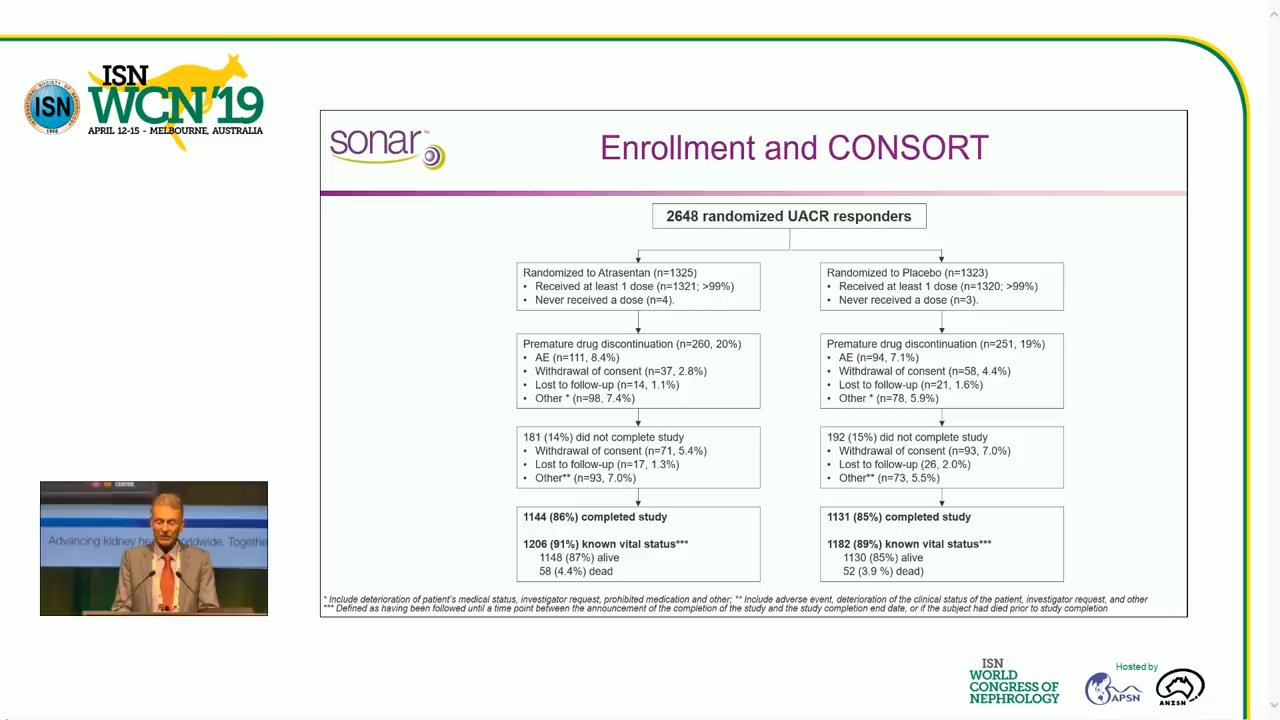 ISN
WCN'19
APRIL 12-15 - MELBOURNE, AUSTRALIA
INTERNATIONAL SOCIETY OF NEPHROLOGY
ISN
1960
sonar™
Enrollment and CONSORT
2648 randomized UACR responders
Randomized to Atrasentan (n=1325)
• Received at least 1 dose (n=1321; >99%)
• Never received a dose (n=4).
Randomized to Placebo (n=1323)
• Received at least 1 dose (n=1320; >99%)
• Never received a dose (n=3).
Premature drug discontinuation (n=260, 20%)
• AE (n=111, 8.4%)
• Withdrawal of consent (n=37, 2.8%)
• Lost to follow-up (n=14, 1.1%)
• Other * (n=98, 7.4%)
Premature drug discontinuation (n=251, 19%)
• AE (n=94, 7.1%)
• Withdrawal of consent (n=58, 4.4%)
• Lost to follow-up (n=21, 1.6%)
• Other * (n=78, 5.9%)
181 (14%) did not complete study
• Withdrawal of consent (n=71, 5.4%)
• Lost to follow-up (n=17, 1.3%)
• Other** (n=93, 7.0%)
192 (15%) did not complete study
• Withdrawal of consent (n=93, 7.0%)
• Lost to follow-up (26, 2.0%)
• Other** (n=73, 5.5%)
1144 (86%) completed study
1206 (91%) known vital status***
1148 (87%) alive
58 (4.4%) dead
1131 (85%) completed study
1182 (89%) known vital status***
1130 (85%) alive
52 (3.9 %) dead)
* Include deterioration of patient's medical status, investigator request, prohibited medication and other; ** Include adverse event, deterioration of the clinical status of the patient, investigator request, and other
*** Defined as having been followed until a time point between the announcement of the completion of the study and the study completion end date, or if the subject had died prior to study completion
CENTRE
Advancing kidney he rldwide. Togethe
ISN
WORLD
CONGRESS OF
NEPHROLOGY
Hosted by
APSN
ANZSN